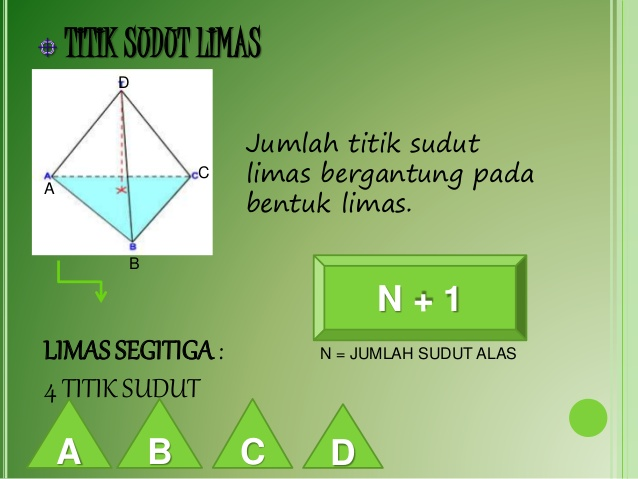 TITIK SUDUT LIMAS
D
A
C
C
A
B
B
Jumlah titik sudut
limas bergantung pada
bentuk limas.
N + 1
N = JUMLAH SUDUT ALAS
LIMAS SEGITIGA :
4 TITIK SUDUT
A B C D